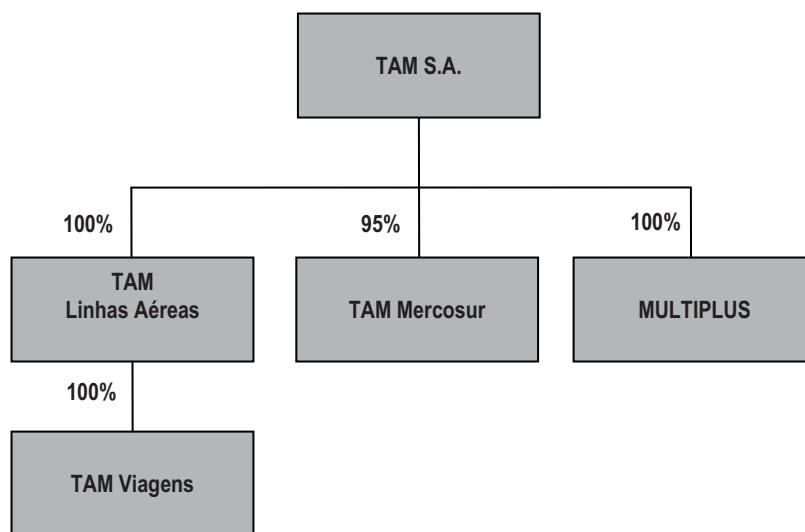 TAM S.A.
100%
95%
100%
TAM
Linhas Aéreas
TAM Mercosur
MULTIPLUS
100%
TAM Viagens